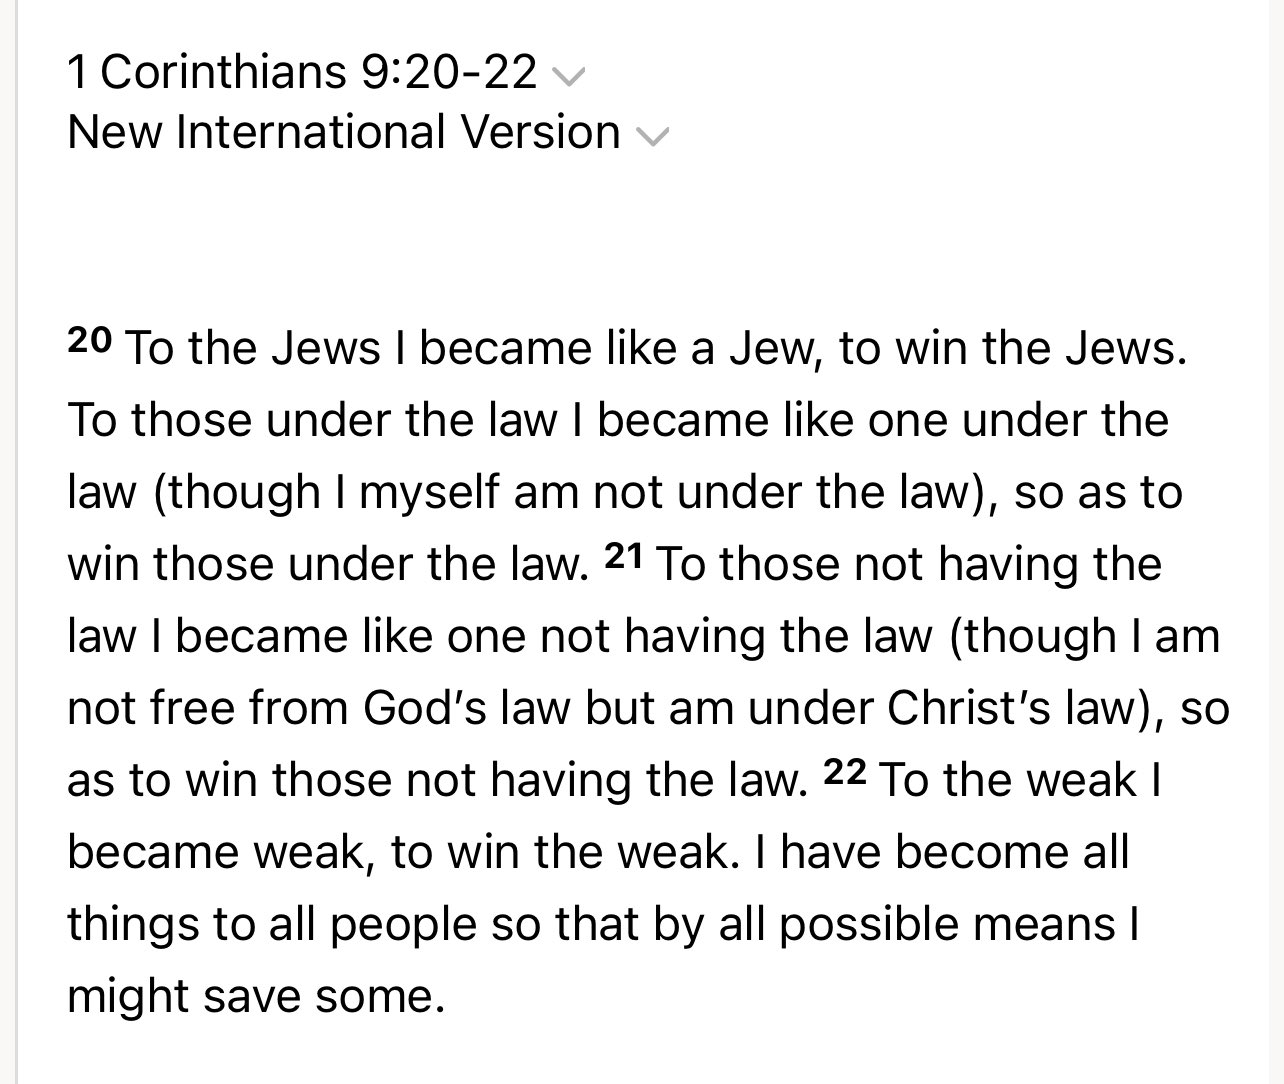 1 Corinthians 9:20-22
New International Version
20 To the Jews I became like a Jew, to win the Jews.
To those under the law I became like one under the
law (though I myself am not under the law), so as to
win those under the law. 21 To those not having the
law I became like one not having the law (though I am
not free from God’s law but am under Christ’s law), so
as to win those not having the law. 22 To the weak I
became weak, to win the weak. I have become all
things to all people so that by all possible means I
might save some.